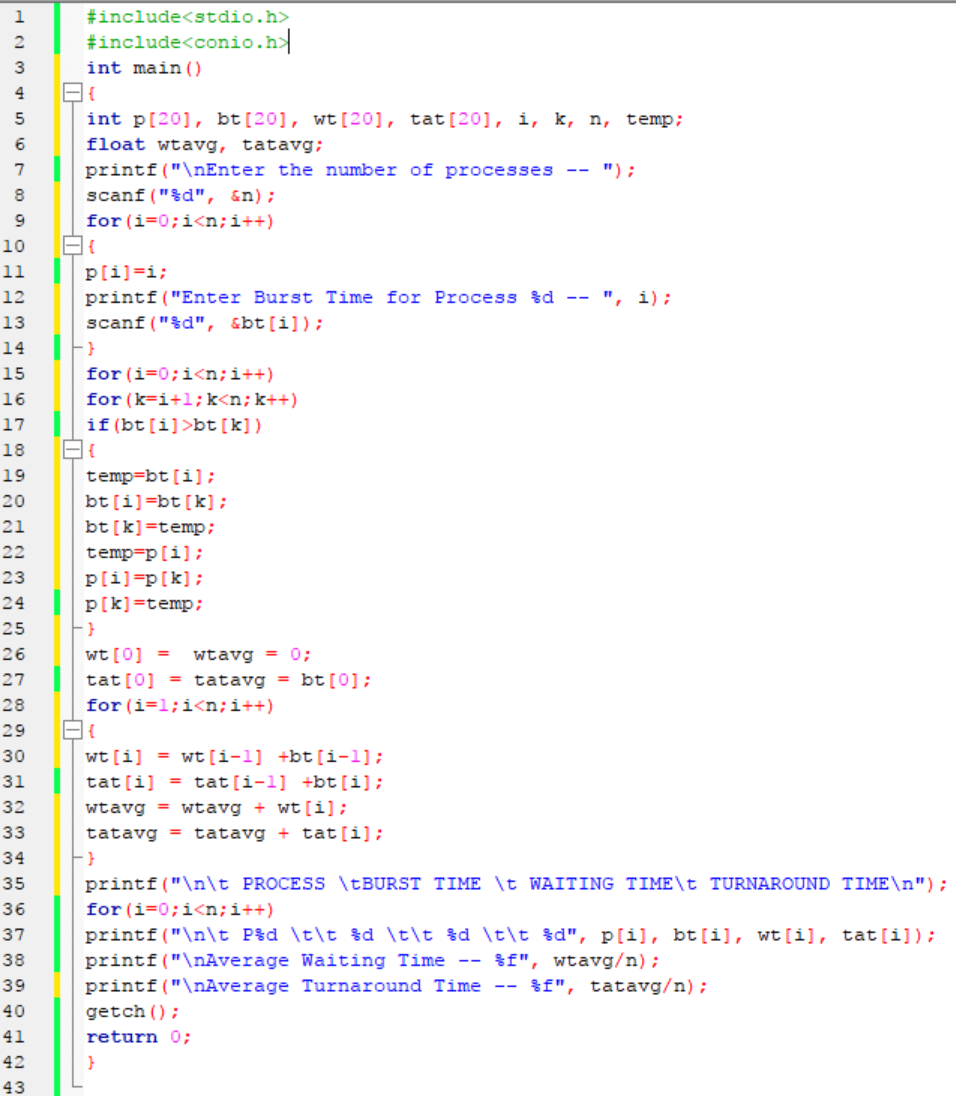 1 #include<stdio.h>
2 #include<conio.h>
3 int main()
4 {
5 int p[20], bt[20], wt[20], tat[20], i, k, n, temp;
6 float wtavg, tatavg;
7 printf("\nEnter the number of processes -- ");
8 scanf("%d", &n);
9 for(i=0;i<n;i++)
10 {
11 p[i]=i;
12 printf("Enter Burst Time for Process %d -- ", i);
13 scanf("%d", &bt[i]);
14 }
15 for(i=0;i<n;i++)
16 for(k=i+1;k<n;k++)
17 if(bt[i]>bt[k])
18 {
19 temp=bt[i];
20 bt[i]=bt[k];
21 bt[k]=temp;
22 temp=p[i];
23 p[i]=p[k];
24 p[k]=temp;
25 }
26 wt[0] =  wtavg = 0;
27 tat[0] = tatavg = bt[0];
28 for(i=1;i<n;i++)
29 {
30 wt[i] = wt[i-1] +bt[i-1];
31 tat[i] = tat[i-1] +bt[i];
32 wtavg = wtavg + wt[i];
33 tatavg = tatavg + tat[i];
34 }
35 printf("\n\t PROCESS \tBURST TIME \t WAITING TIME\t TURNAROUND TIME\n");
36 for(i=0;i<n;i++)
37 printf("\n\t P%d \t\t %d \t\t %d \t\t %d", p[i], bt[i], wt[i], tat[i]);
38 printf("\nAverage Waiting Time -- %f", wtavg/n);
39 printf("\nAverage Turnaround Time -- %f", tatavg/n);
40 getch();
41 return 0;
42 }
43